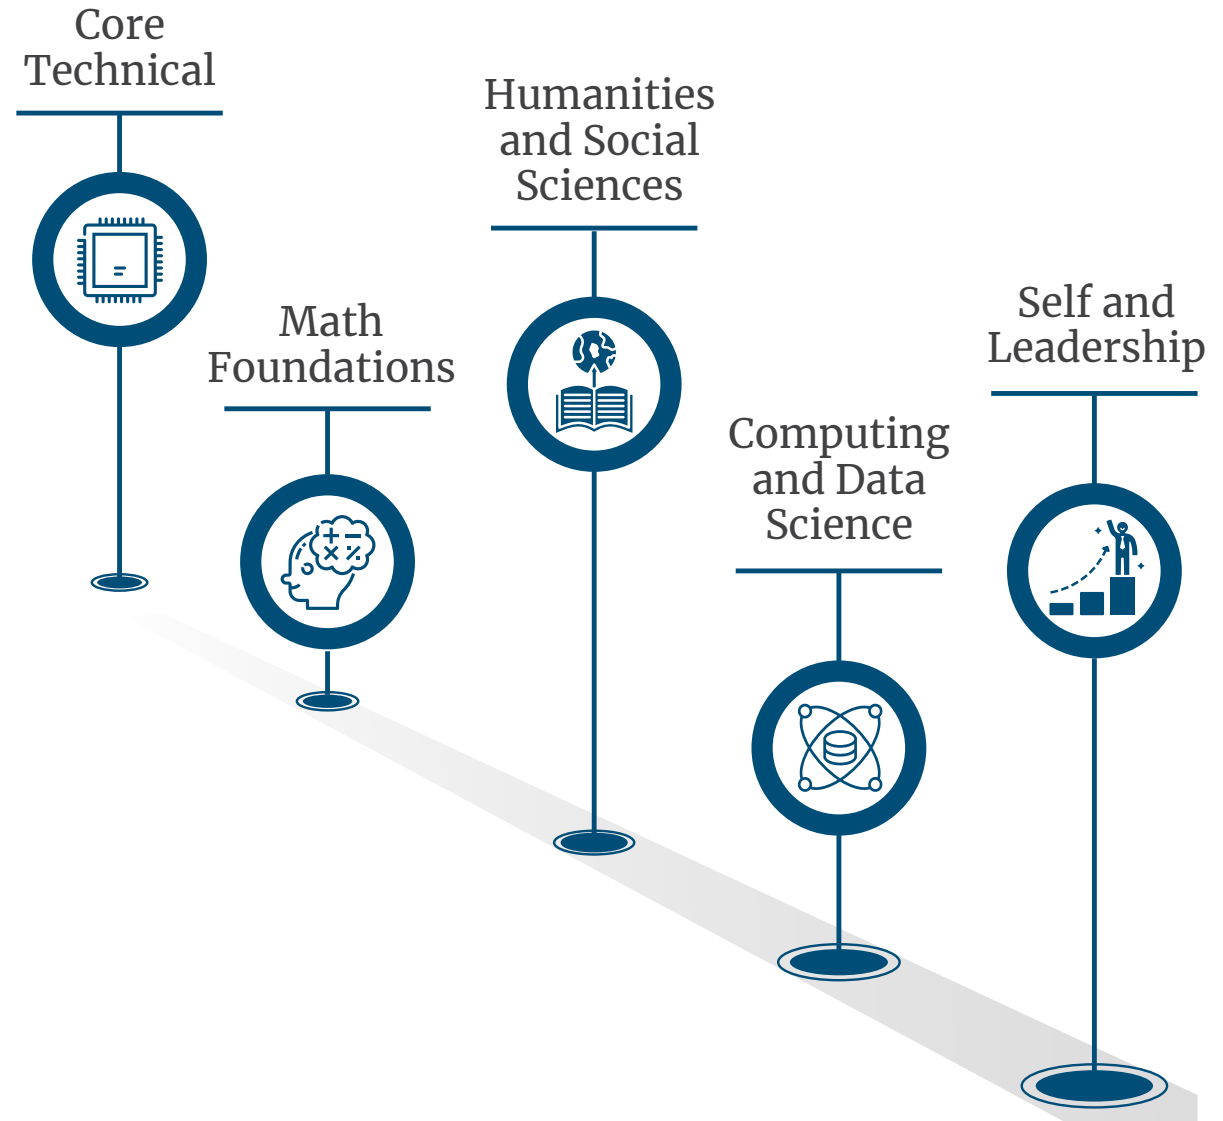 Core
Technical
Math
Foundations
Humanities
and Social
Sciences
Computing
and Data
Science
Self and
Leadership